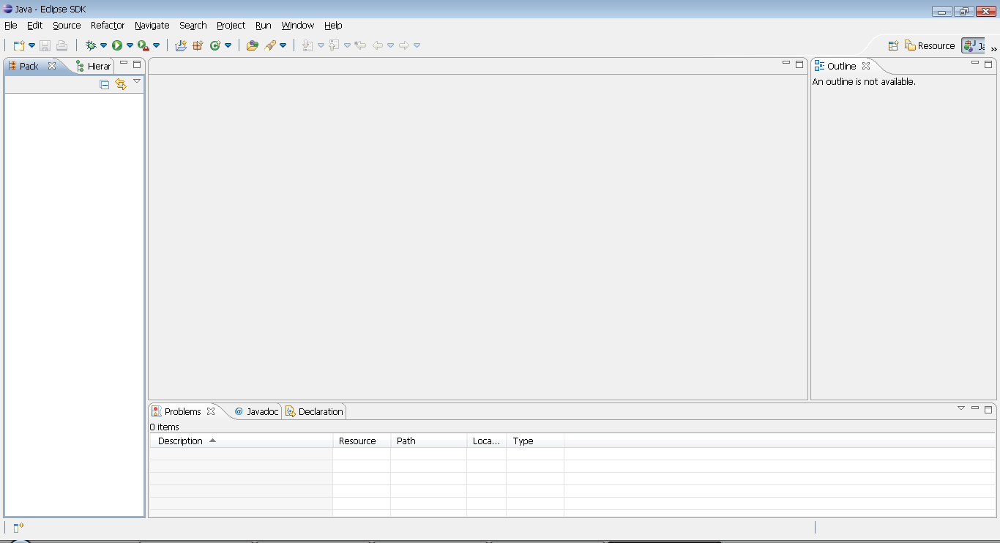 Java - Eclipse SDK
File Edit Source Refactor Navigate Search Project Run Window Help
Resource Ja
Pack Hierar Outline
An outline is not available.
Problems @ Javadoc Declaration
0 items
Description Resource Path Loca... Type